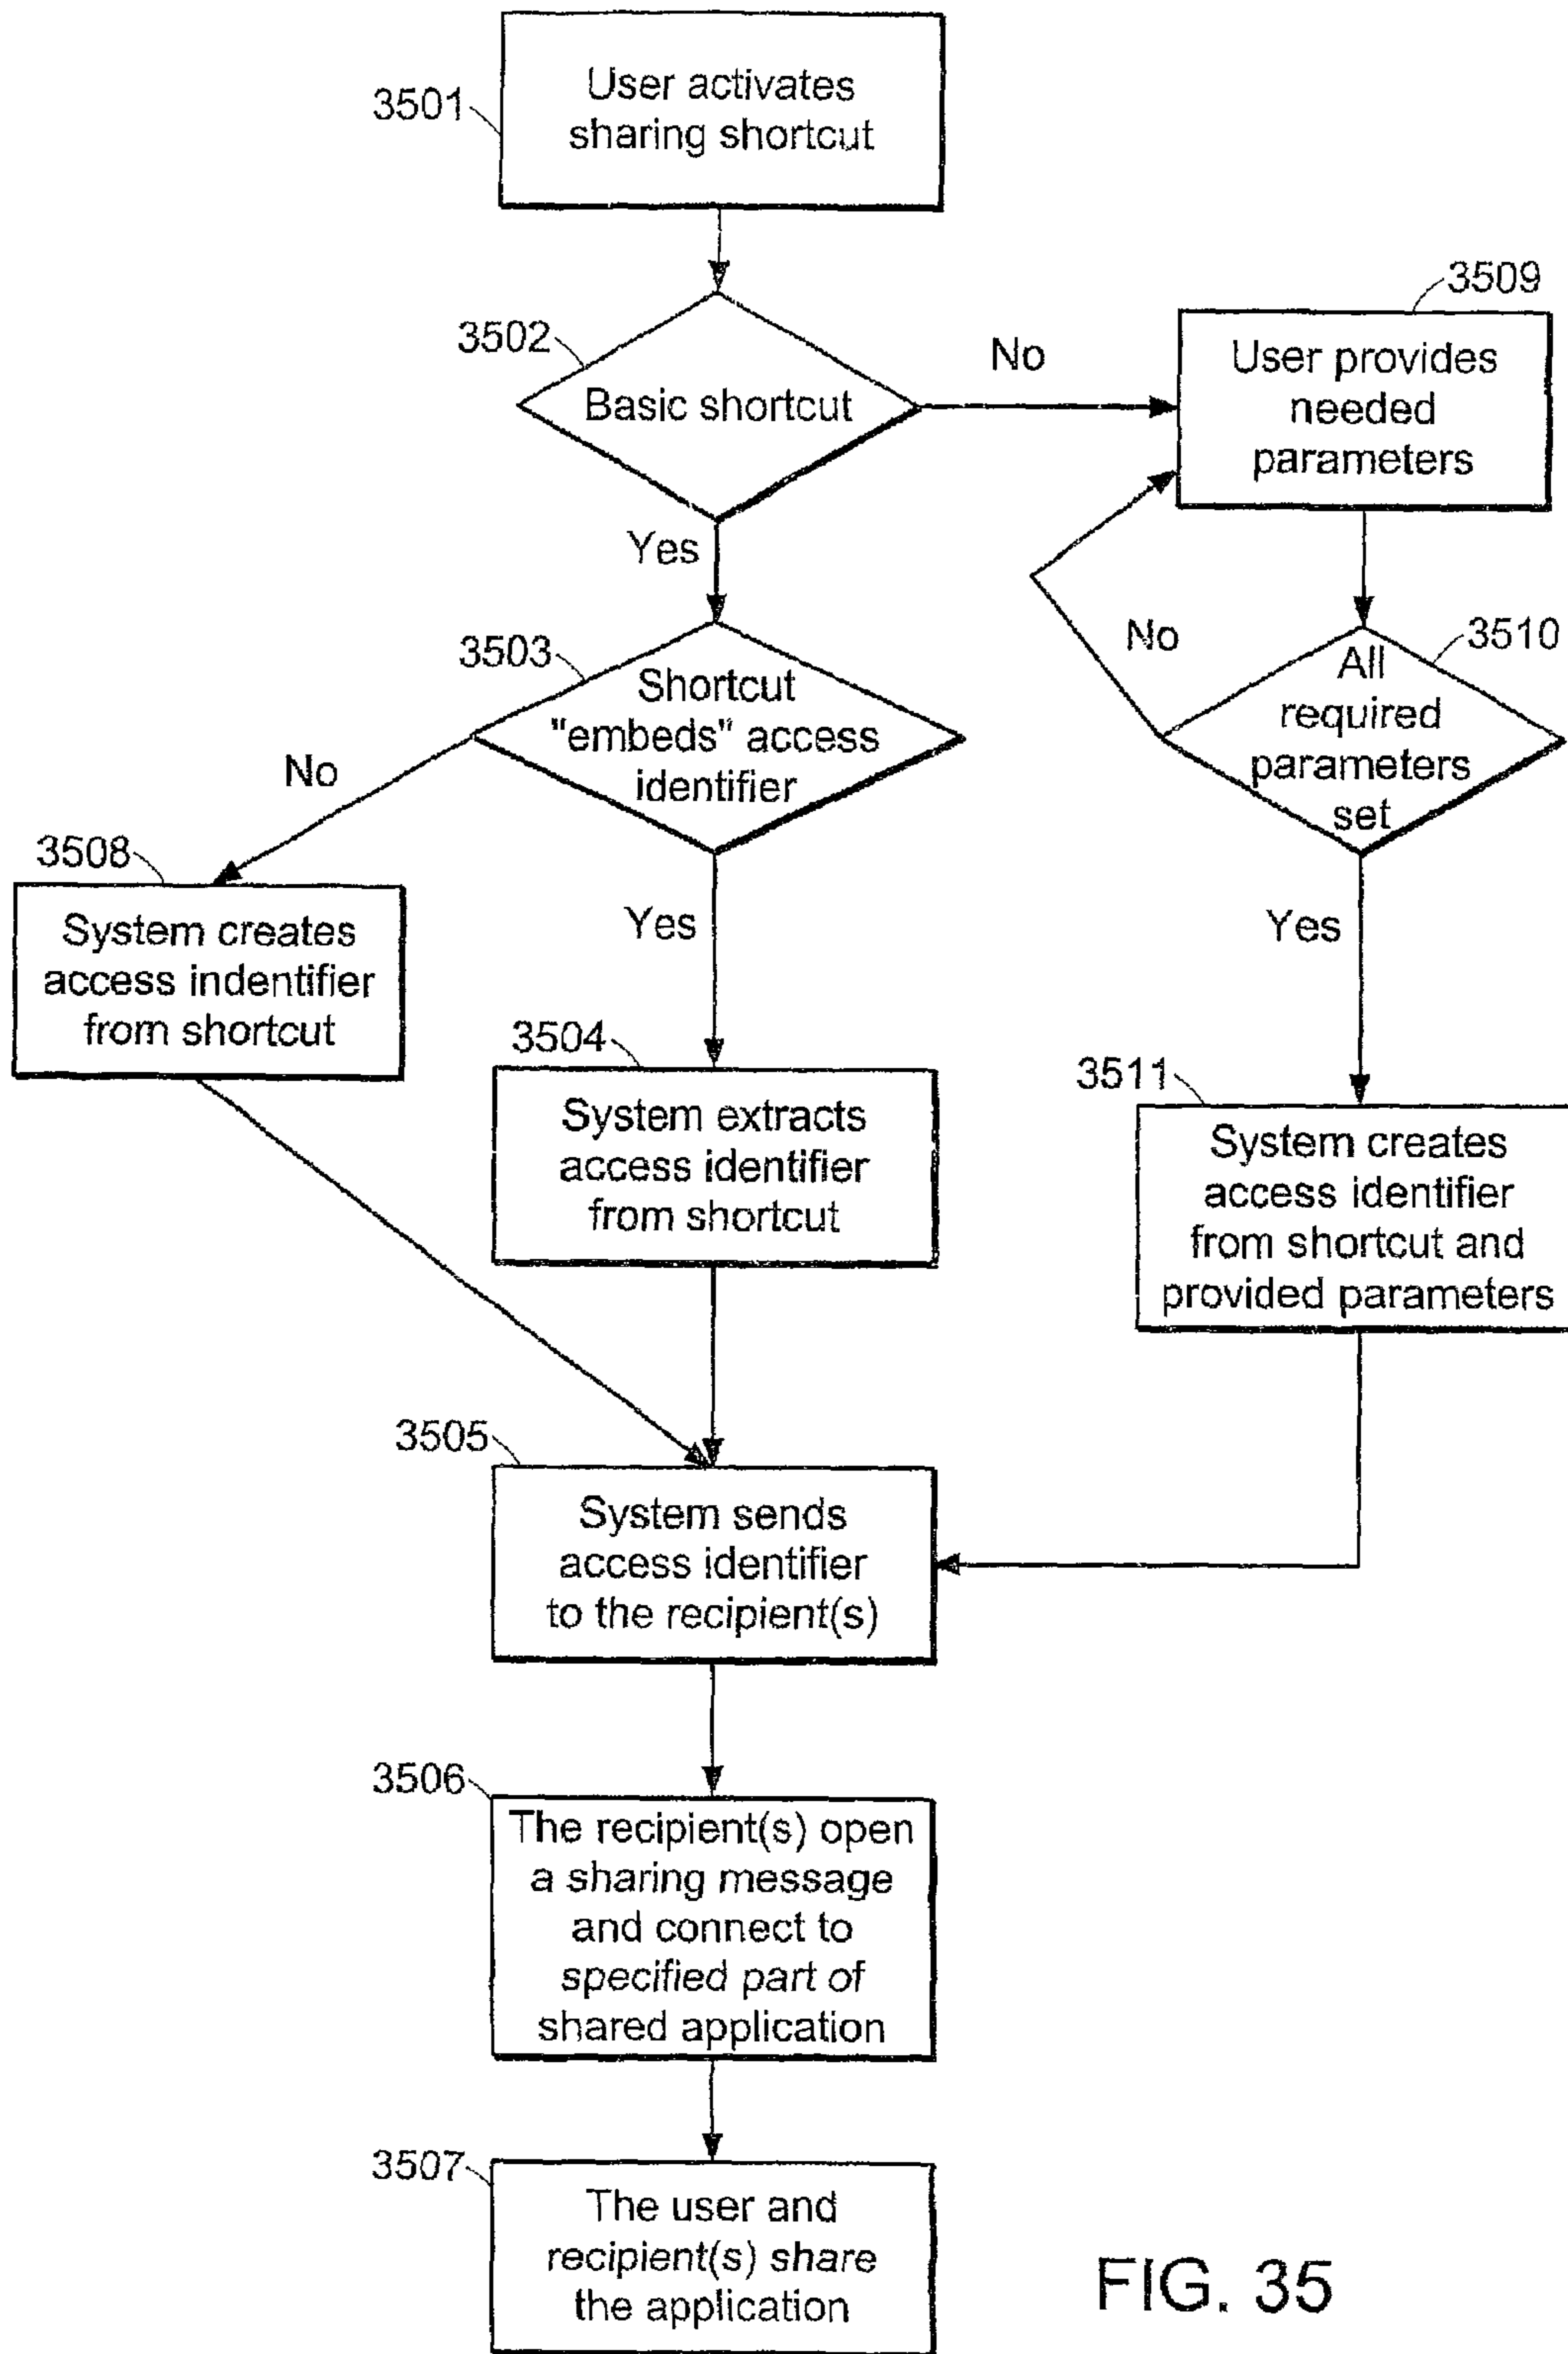 3501
User activates
sharing shortcut
3502
Basic shortcut
No
Yes
3509
User provides
needed
parameters
3510
All
required
parameters
set
No
Yes
3503
Shortcut
"embeds" access
identifier
No
Yes
3508
System creates
access indentifier
from shortcut
3504
System extracts
access identifier
from shortcut
3511
System creates
access identifier
from shortcut and
provided parameters
3505
System sends
access identifier
to the recipient(s)
3506
The recipient(s) open
a sharing message
and connect to
specified part of
shared application
3507
The user and
recipient(s) share
the application
FIG. 35